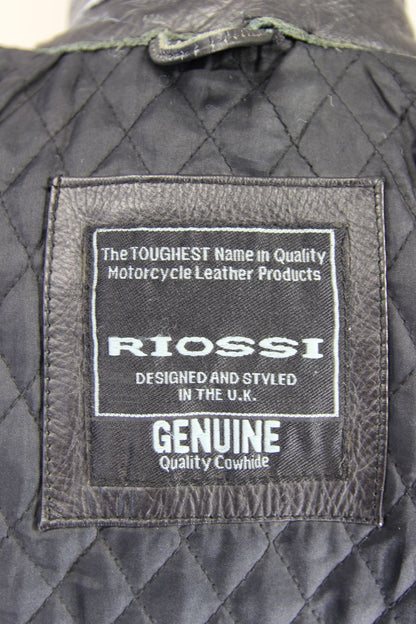 The TOUGHEST Name in Quality
Motorcycle Leather Products
RIOSSI
DESIGNED AND STYLED
IN THE U.K.
GENUINE
Quality Cowhide